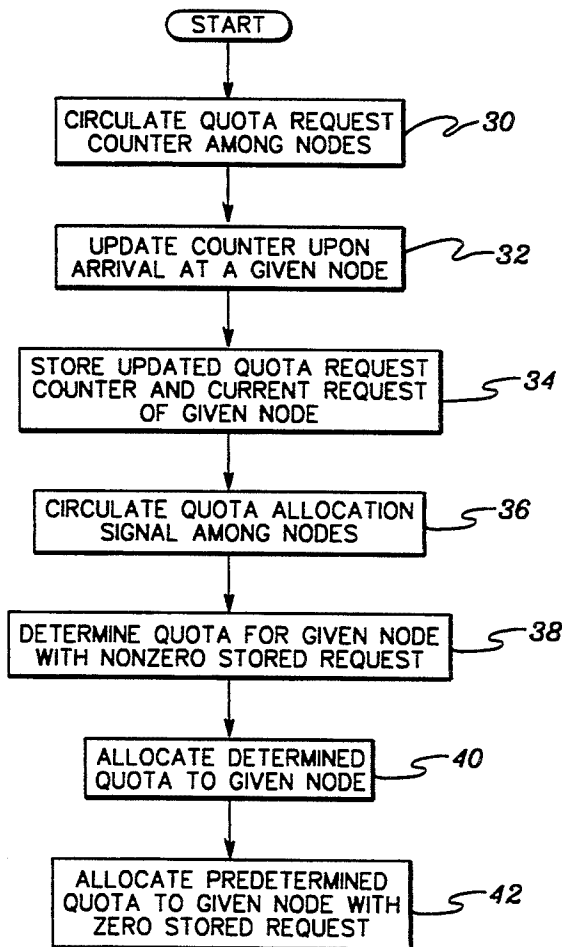 START
CIRCULATE QUOTA REQUEST
COUNTER AMONG NODES
30
UPDATE COUNTER UPON
ARRIVAL AT A GIVEN NODE
32
STORE UPDATED QUOTA REQUEST
COUNTER AND CURRENT REQUEST
OF GIVEN NODE
34
CIRCULATE QUOTA ALLOCATION
SIGNAL AMONG NODES
36
DETERMINE QUOTA FOR GIVEN NODE
WITH NONZERO STORED REQUEST
38
ALLOCATE DETERMINED
QUOTA TO GIVEN NODE
40
ALLOCATE PREDETERMINED
QUOTA TO GIVEN NODE WITH
ZERO STORED REQUEST
42